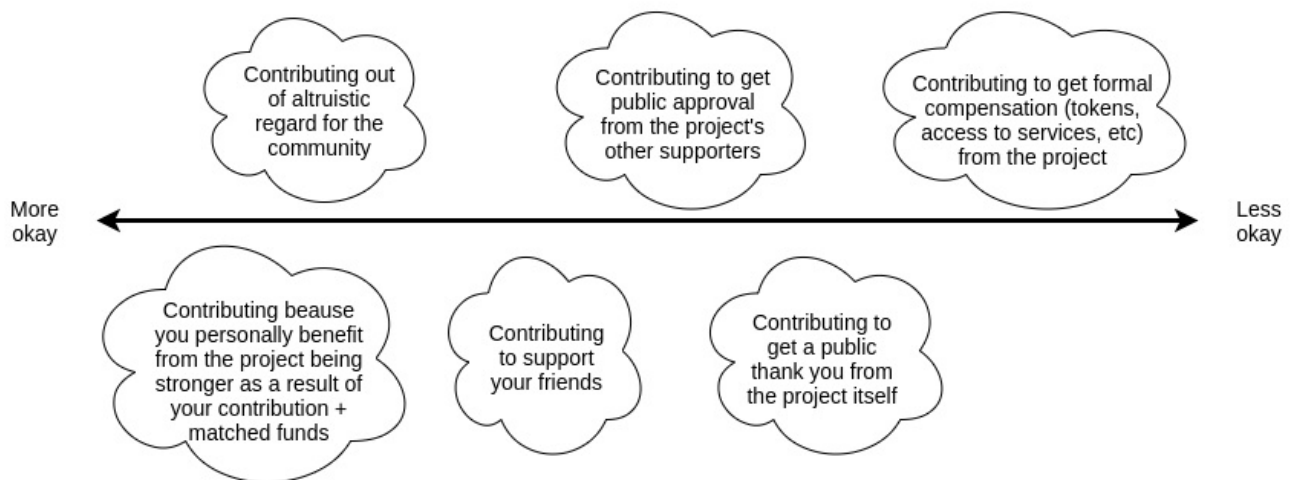 Contributing out
of altruistic
regard for the
community
Contributing to get
public approval
from the project's
other supporters
Contributing to get formal
compensation (tokens,
access to services, etc)
from the project
More
okay
Less
okay
Contributing beause
you personally benefit
from the project being
stronger as a result of
your contribution +
matched funds
Contributing
to support
your friends
Contributing to
get a public
thank you from
the project itself